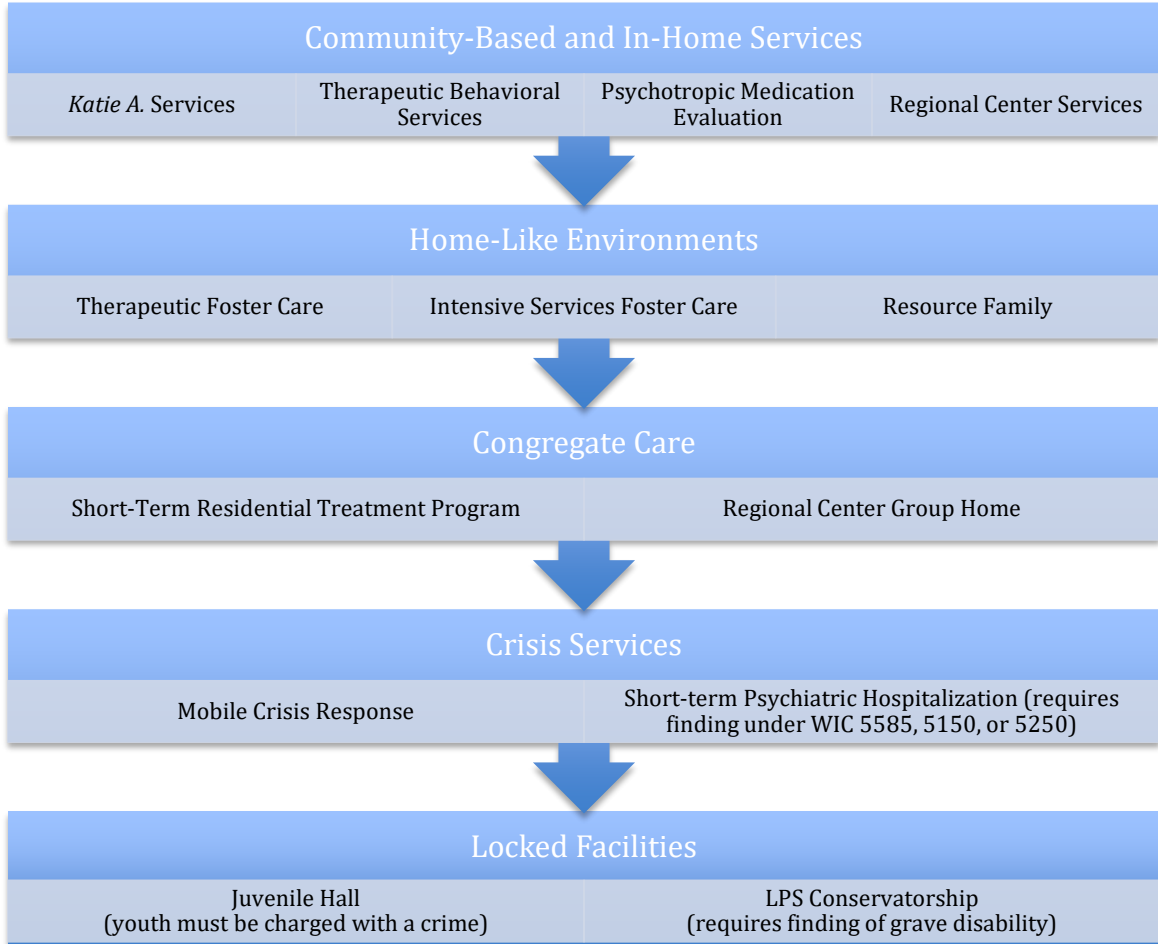 Community-Based and In-Home Services
Katie A. Services
Therapeutic Behavioral
Services
Psychotropic Medication
Evaluation
Regional Center Services
Home-Like Environments
Therapeutic Foster Care
Intensive Services Foster Care
Resource Family
Congregate Care
Short-Term Residential Treatment Program
Regional Center Group Home
Crisis Services
Mobile Crisis Response
Short-term Psychiatric Hospitalization (requires
finding under WIC 5585, 5150, or 5250)
Locked Facilities
Juvenile Hall
(youth must be charged with a crime)
LPS Conservatorship
(requires finding of grave disability)